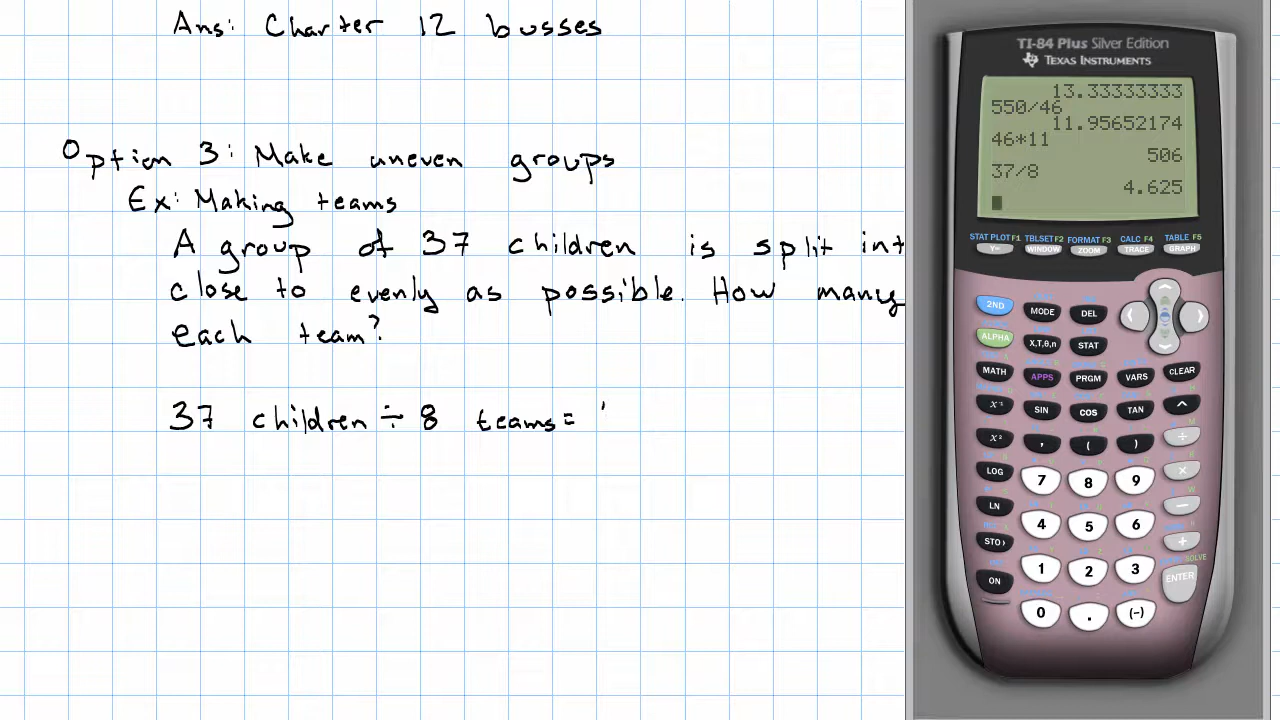 Ans: Charter 12 busses
Option 3: Make uneven groups
Ex: Making teams
A group of 37 children is split int
close to evenly as possible. How many
each team?
37 children ÷ 8 teams =
TI-84 Plus Silver Edition
TEXAS INSTRUMENTS
13.33333333
550/46
11.95652174
46*11
506
37/8
4.625
STAT PLOT F1 TBLSET F2 FORMAT F3 CALC F4 TABLE F5
Y= WINDOW ZOOM TRACE GRAPH
2ND MODE DEL
ALPHA X,T,θ,n STAT
MATH APPS PRGM VARS CLEAR
SIN COS TAN ^
x² , ( ) ÷
LOG 7 8 9 ×
LN 4 5 6 −
STO› 1 2 3 +
ON 0 . (−) ENTER